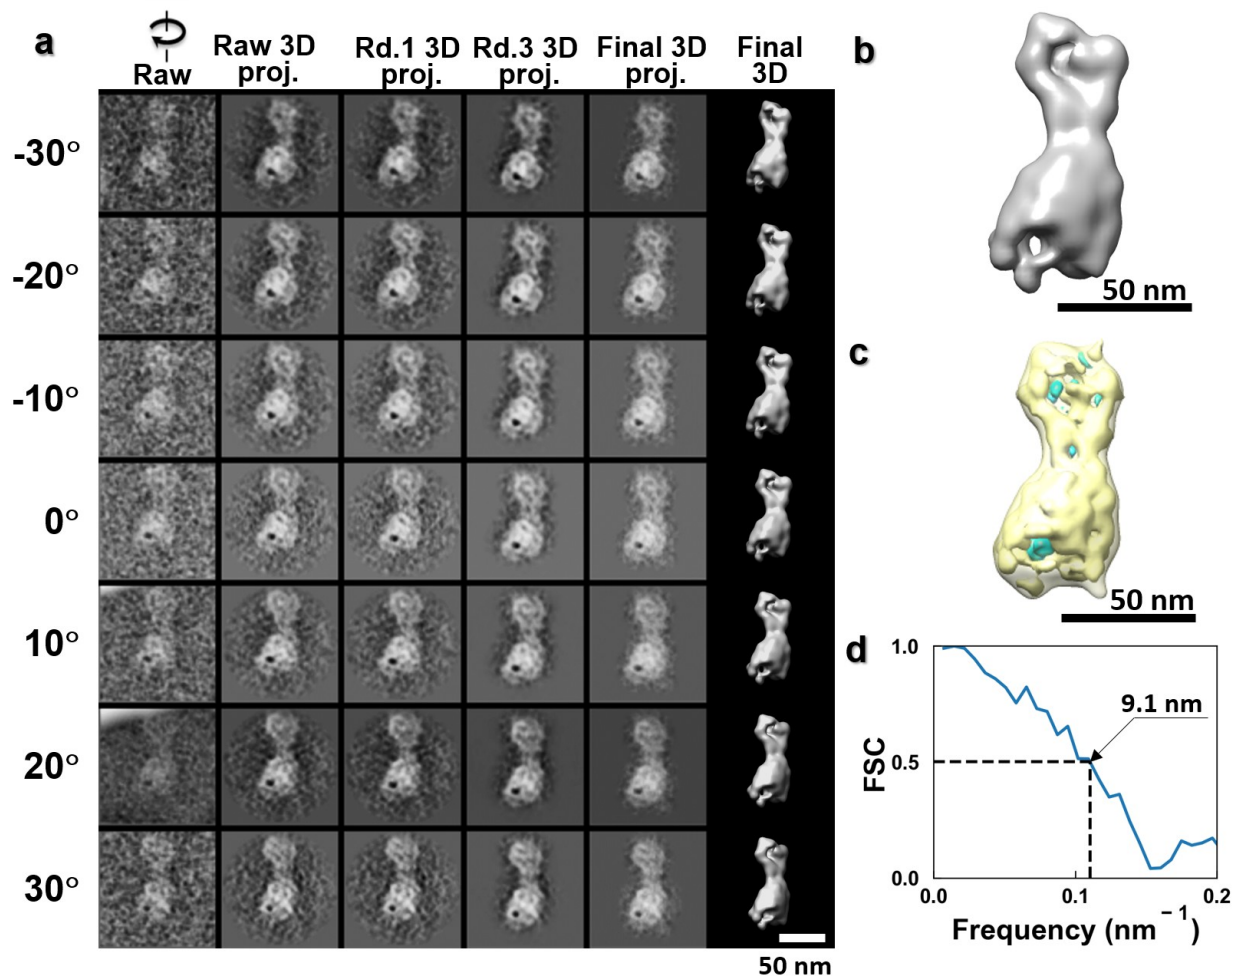 a
Raw
Raw 3D
proj.
Rd.1 3D
proj.
Rd.3 3D
proj.
Final 3D
proj.
Final
3D
-30°
-20°
-10°
0°
10°
20°
30°
50 nm
b
50 nm
c
50 nm
d
1.0
0.5
0.0
FSC
9.1 nm
0.0
0.1
0.2
Frequency (nm⁻¹)